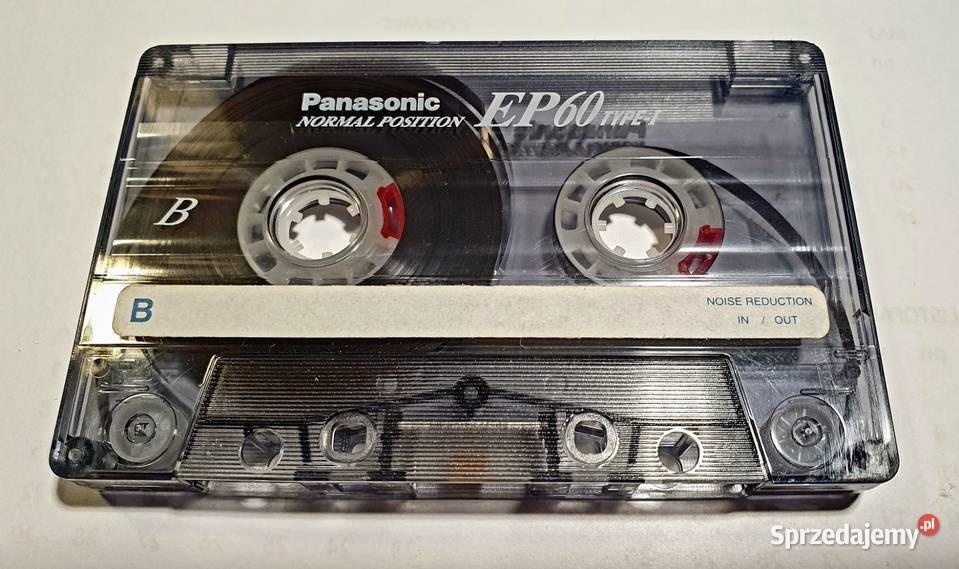 Panasonic EP60 TYPE-I
NORMAL POSITION
B
B
NOISE REDUCTION
IN / OUT
Sprzedajemy.pl